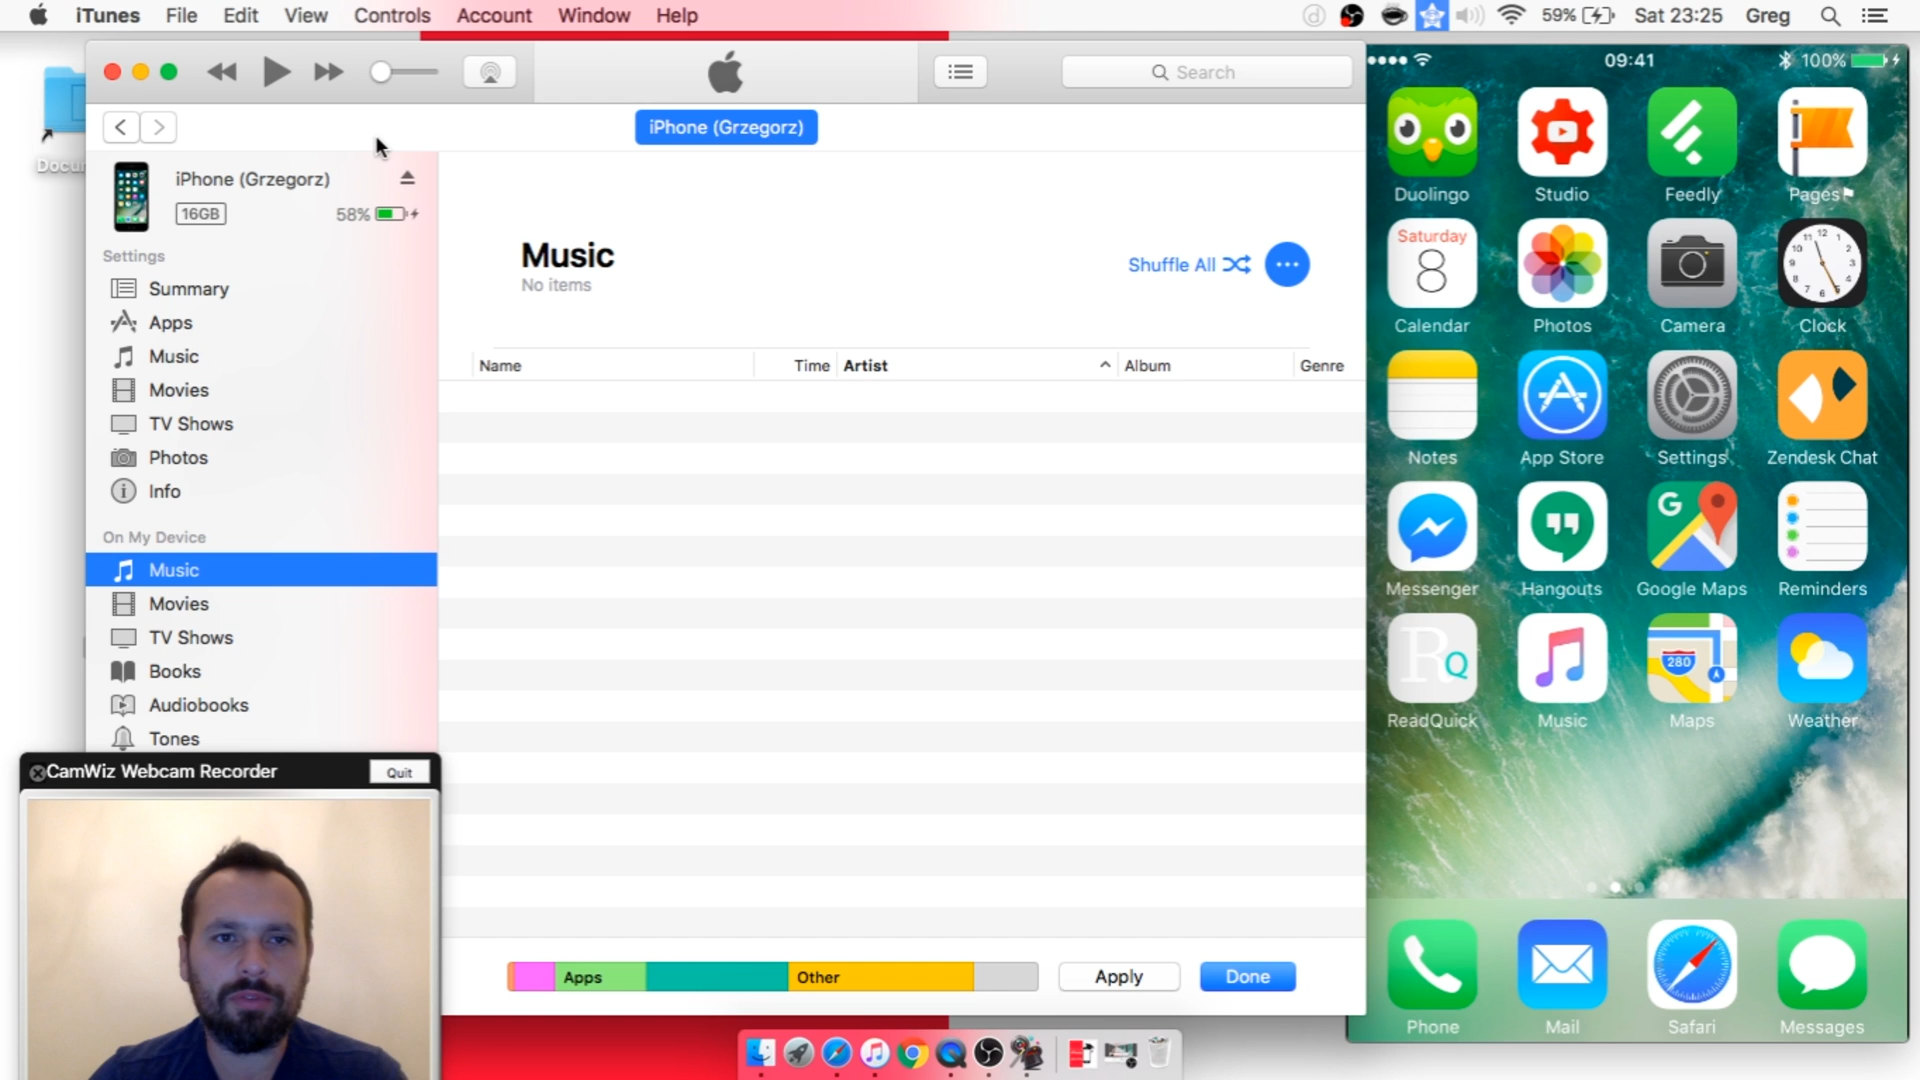 iTunes File Edit View Controls Account Window Help
59% Sat 23:25 Greg
Search
iPhone (Grzegorz)
Docu
iPhone (Grzegorz)
16GB 58%
Settings
Summary
Apps
Music
Movies
TV Shows
Photos
Info
On My Device
Music
Movies
TV Shows
Books
Audiobooks
Tones
Music
No items
Shuffle All
Name Time Artist Album Genre
Apps Other Apply Done
CamWiz Webcam Recorder Quit
09:41 100%
Duolingo Studio Feedly Pages
Saturday
8
Calendar Photos Camera Clock
Notes App Store Settings Zendesk Chat
G
Messenger Hangouts Google Maps Reminders
RQ
280
ReadQuick Music Maps Weather
Phone Mail Safari Messages